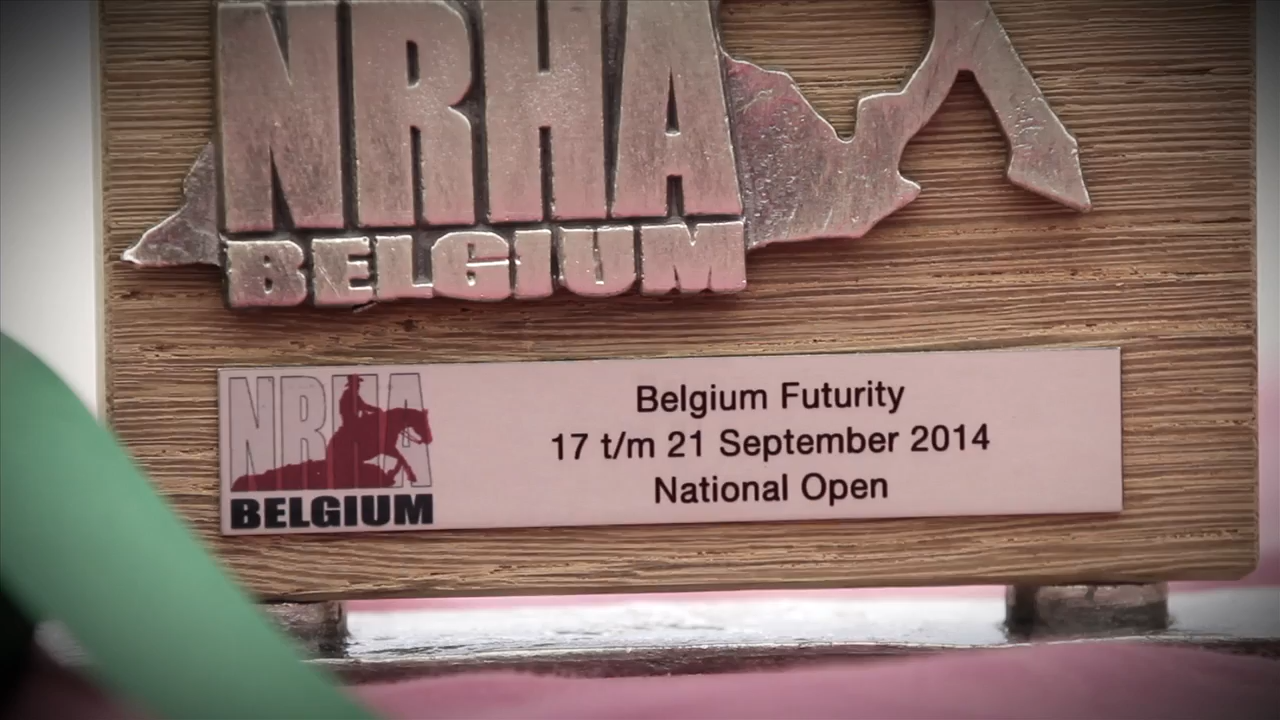 NRHA
BELGIUM
NRHA
BELGIUM
Belgium Futurity
17 t/m 21 September 2014
National Open